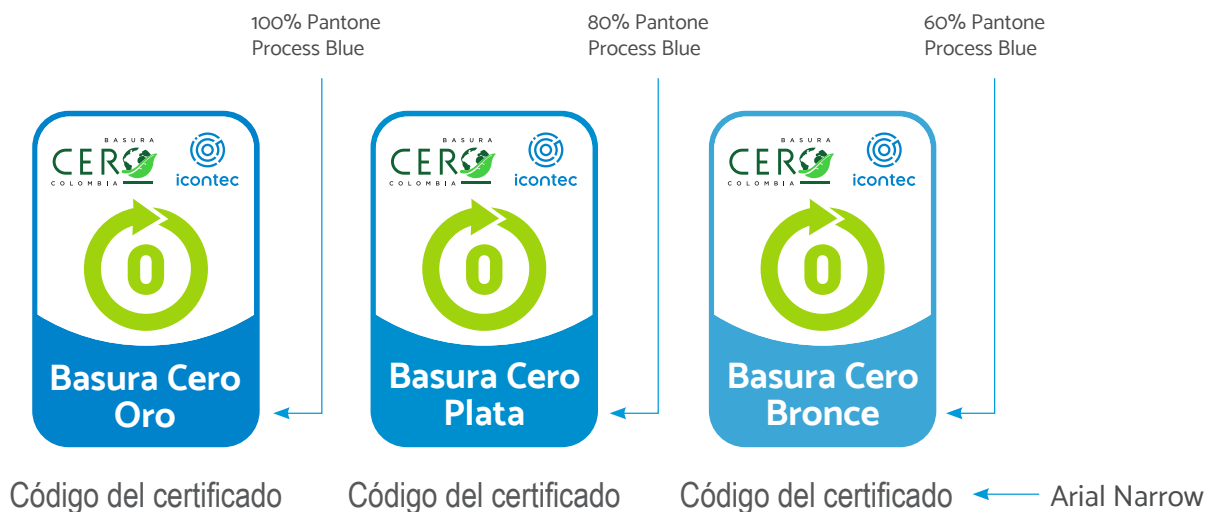 100% Pantone
Process Blue
80% Pantone
Process Blue
60% Pantone
Process Blue
BASURA
CERO
COLOMBIA
icontec
0
Basura Cero
Oro
BASURA
CERO
COLOMBIA
icontec
0
Basura Cero
Plata
BASURA
CERO
COLOMBIA
icontec
0
Basura Cero
Bronce
Código del certificado
Código del certificado
Código del certificado
Arial Narrow